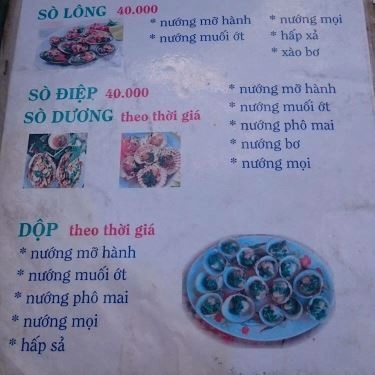 SÒ LÔNG 40.000
* nướng mỡ hành * nướng mọi
* nướng muối ớt * hấp xả
* xào bơ
SÒ ĐIỆP 40.000
SÒ DƯƠNG theo thời giá
* nướng mỡ hành
* nướng muối ớt
* nướng phô mai
* nướng bơ
* nướng mọi
DỘP theo thời giá
* nướng mỡ hành
* nướng muối ớt
* nướng phô mai
* nướng mọi
* hấp sả